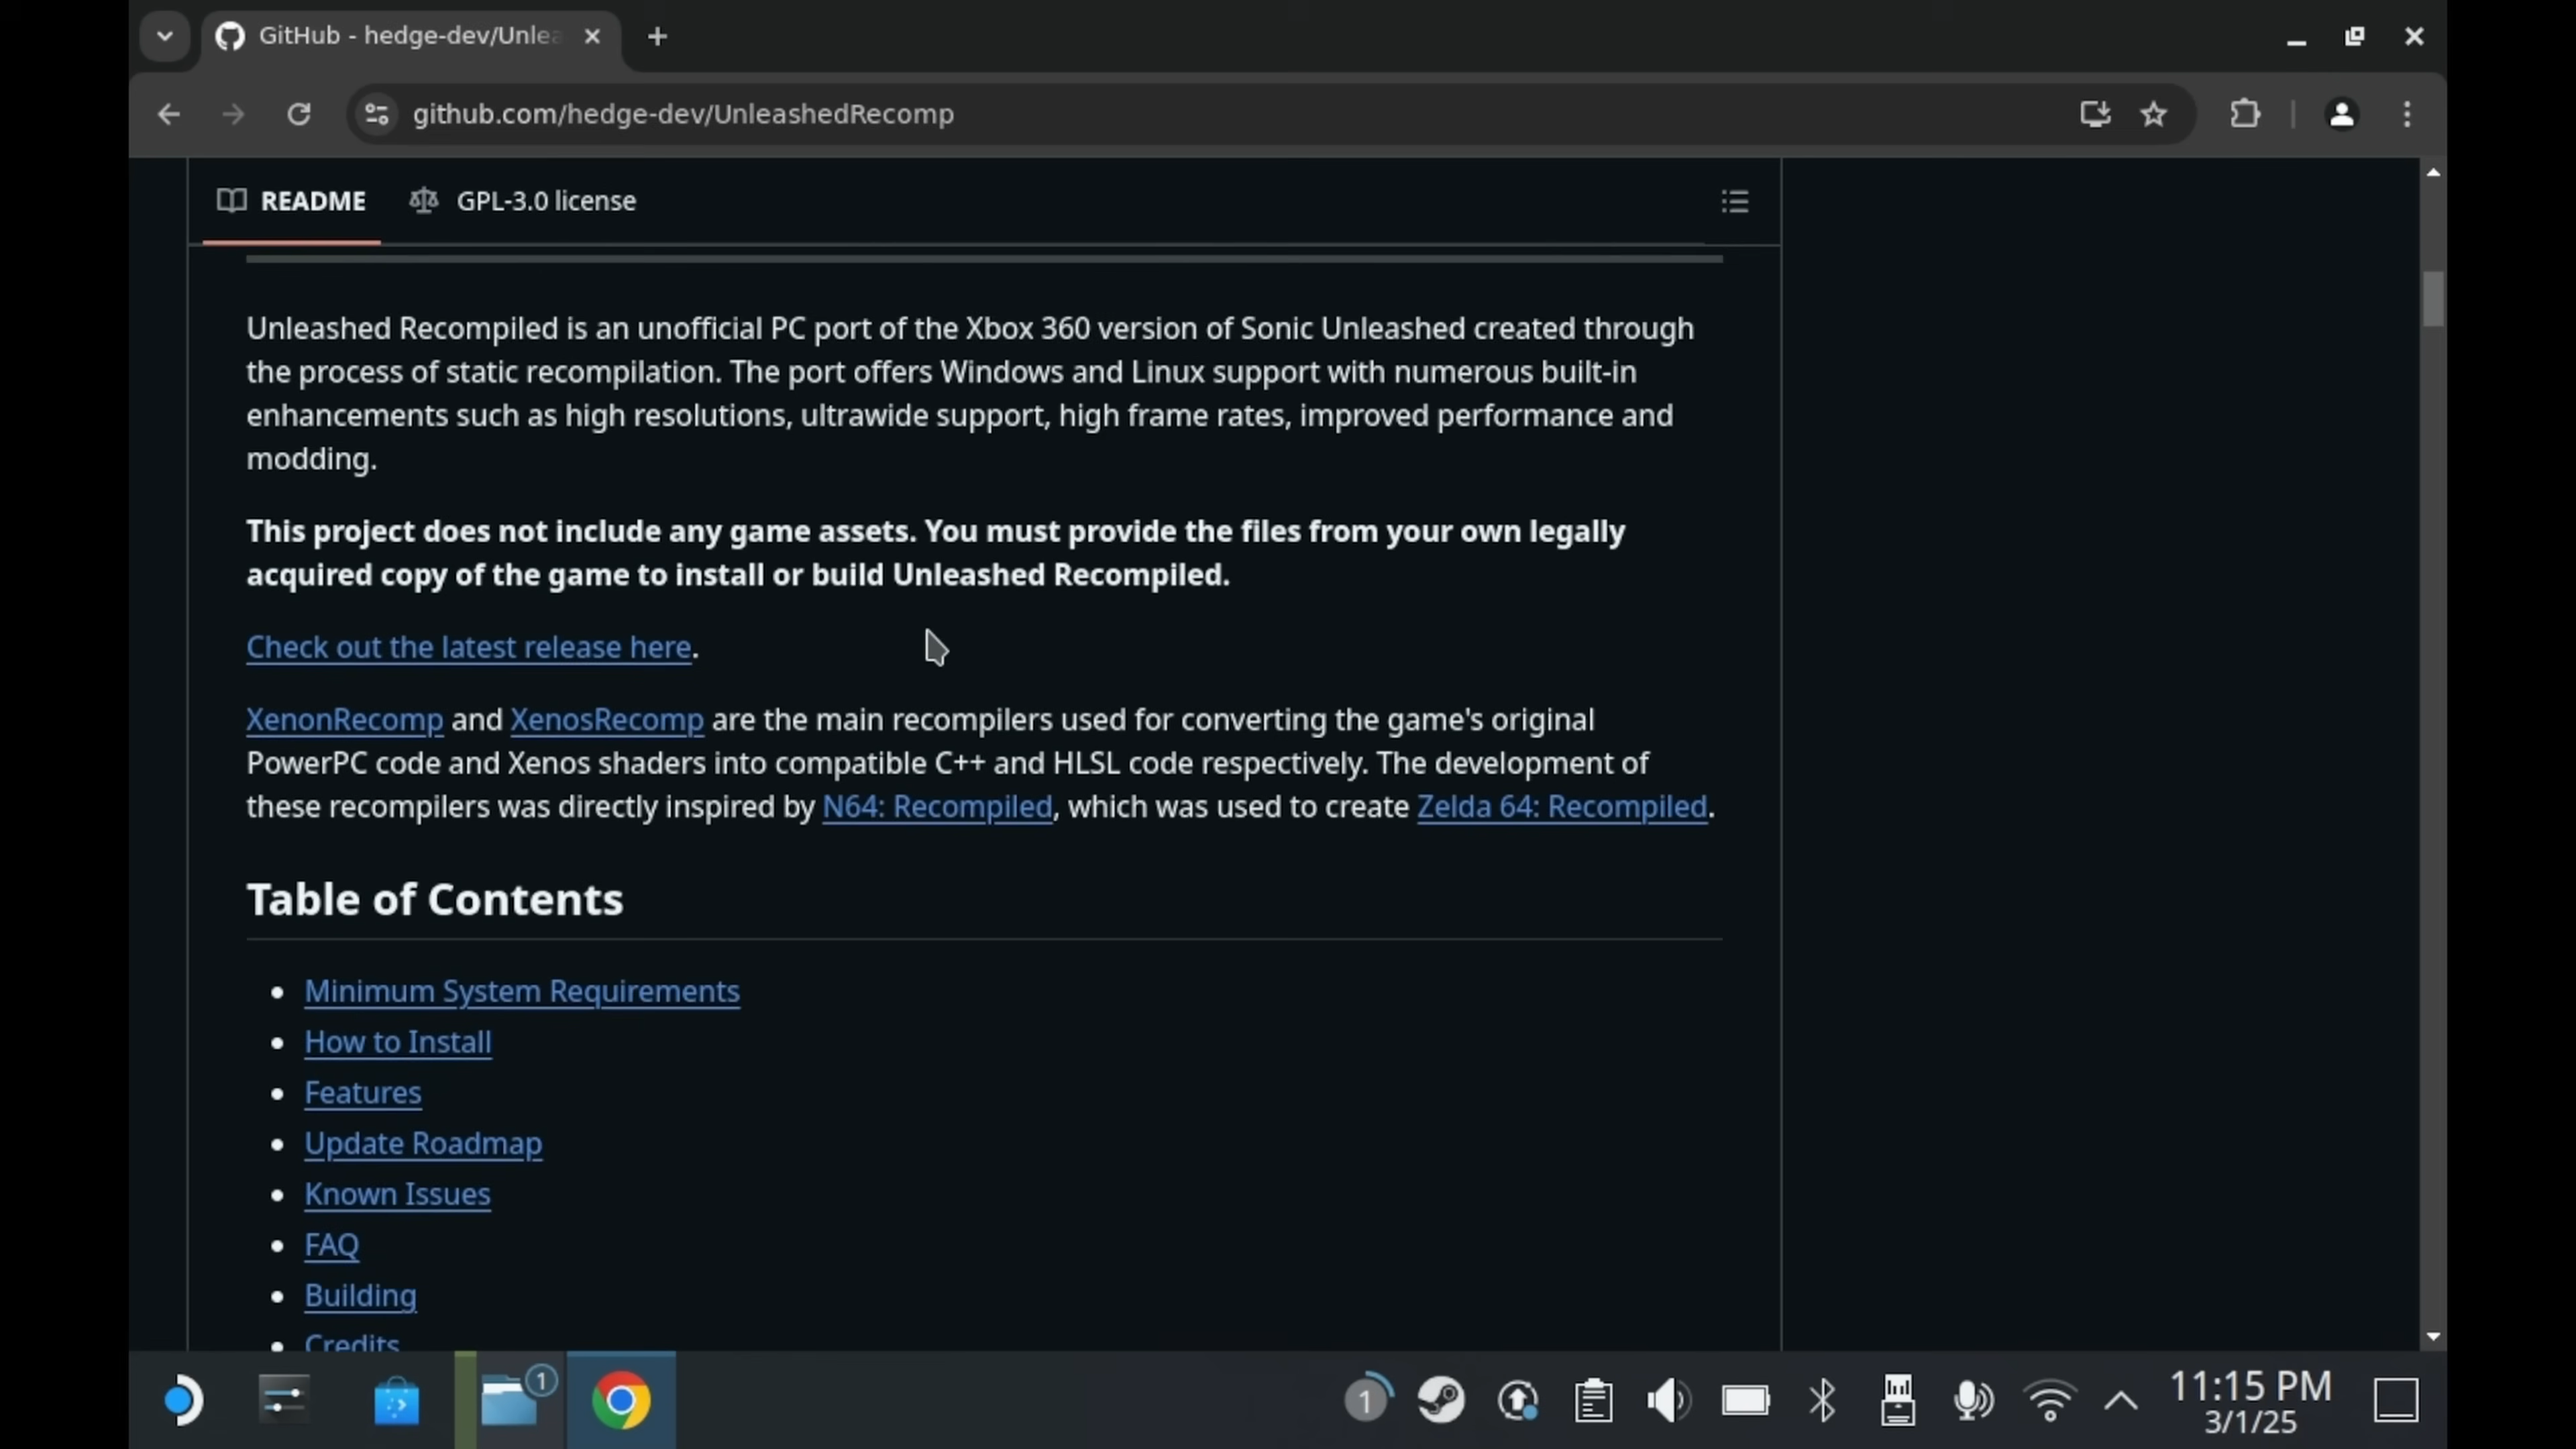 GitHub - hedge-dev/Unlea
github.com/hedge-dev/UnleashedRecomp
README
GPL-3.0 license
Unleashed Recompiled is an unofficial PC port of the Xbox 360 version of Sonic Unleashed created through
the process of static recompilation. The port offers Windows and Linux support with numerous built-in
enhancements such as high resolutions, ultrawide support, high frame rates, improved performance and
modding.
This project does not include any game assets. You must provide the files from your own legally
acquired copy of the game to install or build Unleashed Recompiled.
Check out the latest release here.
XenonRecomp and XenosRecomp are the main recompilers used for converting the game's original
PowerPC code and Xenos shaders into compatible C++ and HLSL code respectively. The development of
these recompilers was directly inspired by N64: Recompiled, which was used to create Zelda 64: Recompiled.
Table of Contents
Minimum System Requirements
How to Install
Features
Update Roadmap
Known Issues
FAQ
Building
Credits
1
1
11:15 PM
3/1/25